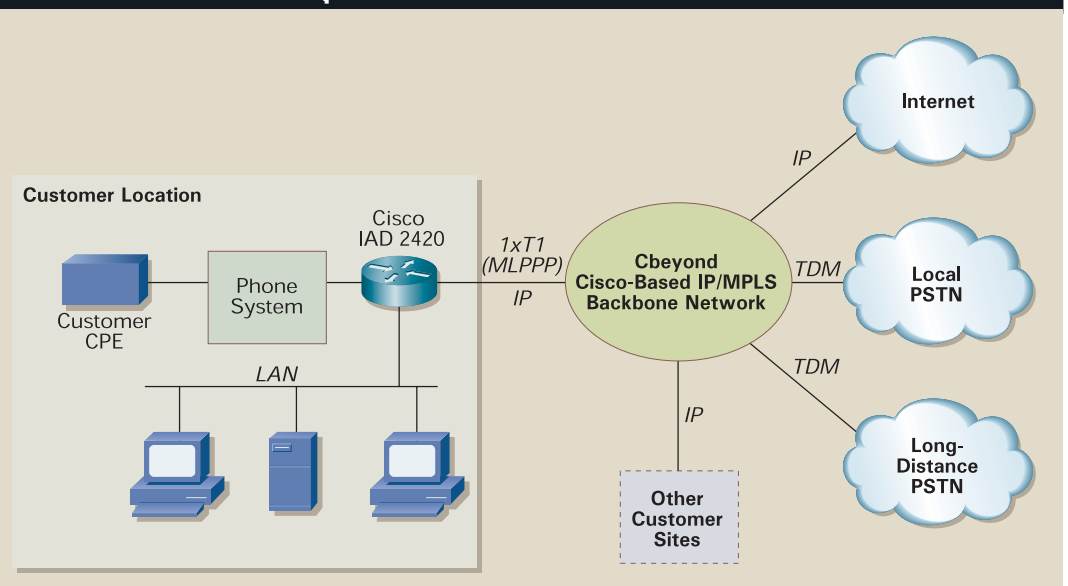 Customer Location
Customer
CPE
Phone
System
Cisco
IAD 2420
LAN
1xT1
(MLPPP)
IP
Cbeyond
Cisco-Based IP/MPLS
Backbone Network
IP
Internet
TDM
Local
PSTN
TDM
Long-
Distance
PSTN
IP
Other
Customer
Sites